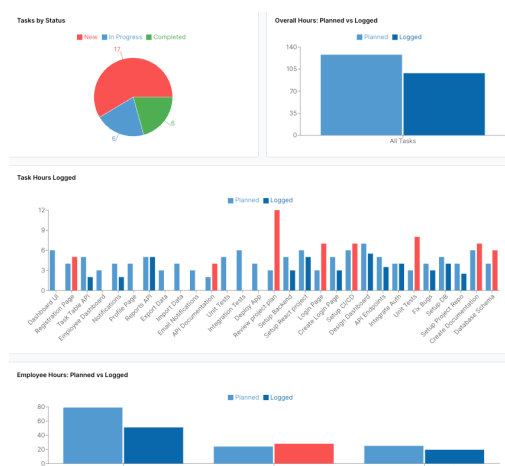 Tasks by Status
New In Progress Completed
17
6
8
Overall Hours: Planned vs Logged
Planned Logged
140
105
70
35
0
All Tasks
Task Hours Logged
Planned Logged
12
9
6
3
0
Dashboard UI
Registration Page
Task Table API
Employee Dashboard
Notifications
Profile Page
Reports API
Export Data
Import Data
Email Notifications
API Documentation
Unit Tests
Integration Tests
Deploy App
Review project plan
Setup Backend
Setup React project
Login Page
Create Login Page
Setup CI/CD
Design Dashboard
API Endpoints
Integrate Auth
Unit Tests
Fix Bugs
Setup DB
Setup Project Repo
Create Documentation
Database Schema
Employee Hours: Planned vs Logged
Planned Logged
80
60
40
20
0